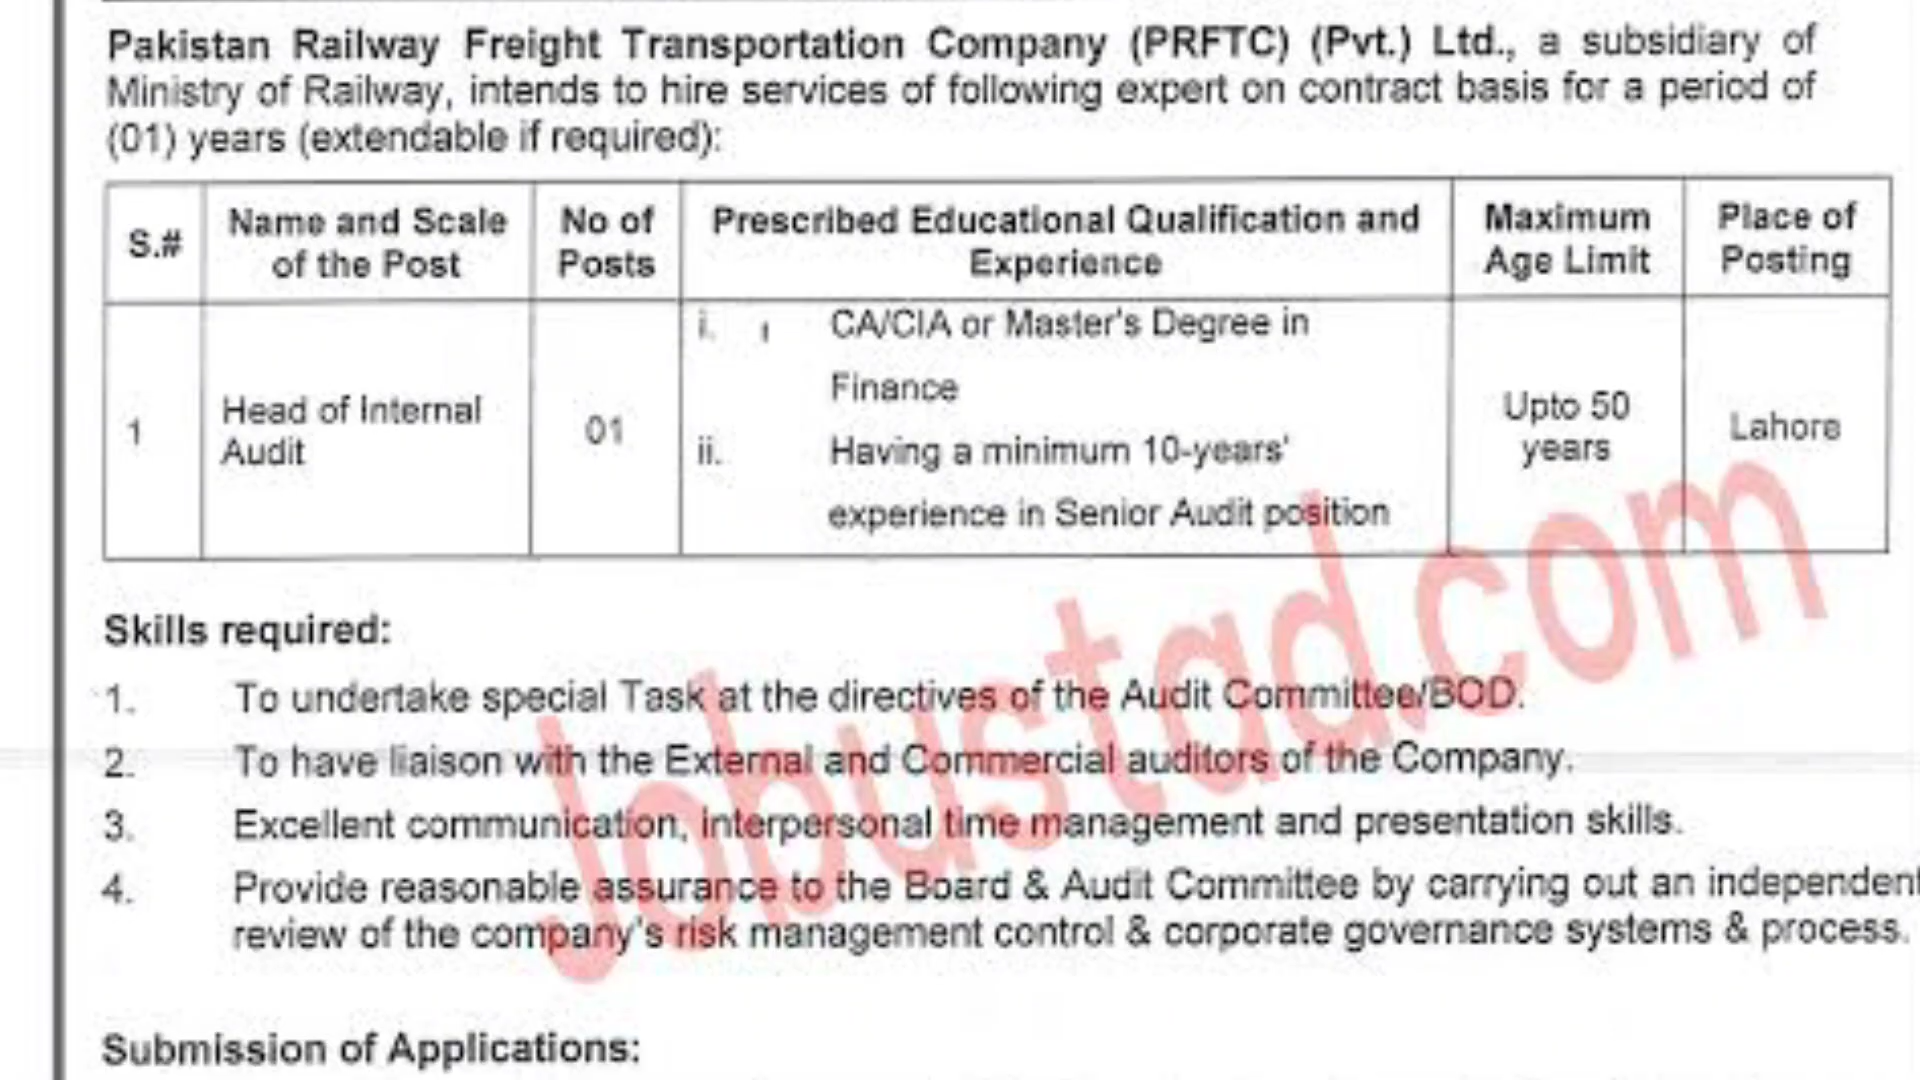 Pakistan Railway Freight Transportation Company (PRFTC) (Pvt.) Ltd., a subsidiary of
Ministry of Railway, intends to hire services of following expert on contract basis for a period of
(01) years (extendable if required):
S.# Name and Scale of the Post No of Posts Prescribed Educational Qualification and Experience Maximum Age Limit Place of Posting
1 Head of Internal Audit 01
i. CA/CIA or Master's Degree in
Finance
ii. Having a minimum 10-years'
experience in Senior Audit position
Upto 50 years
Lahore
Skills required:
1. To undertake special Task at the directives of the Audit Committee/BOD.
2. To have liaison with the External and Commercial auditors of the Company.
3. Excellent communication, interpersonal time management and presentation skills.
4. Provide reasonable assurance to the Board & Audit Committee by carrying out an independent
review of the company's risk management control & corporate governance systems & process.
Submission of Applications:
Jobustad.com